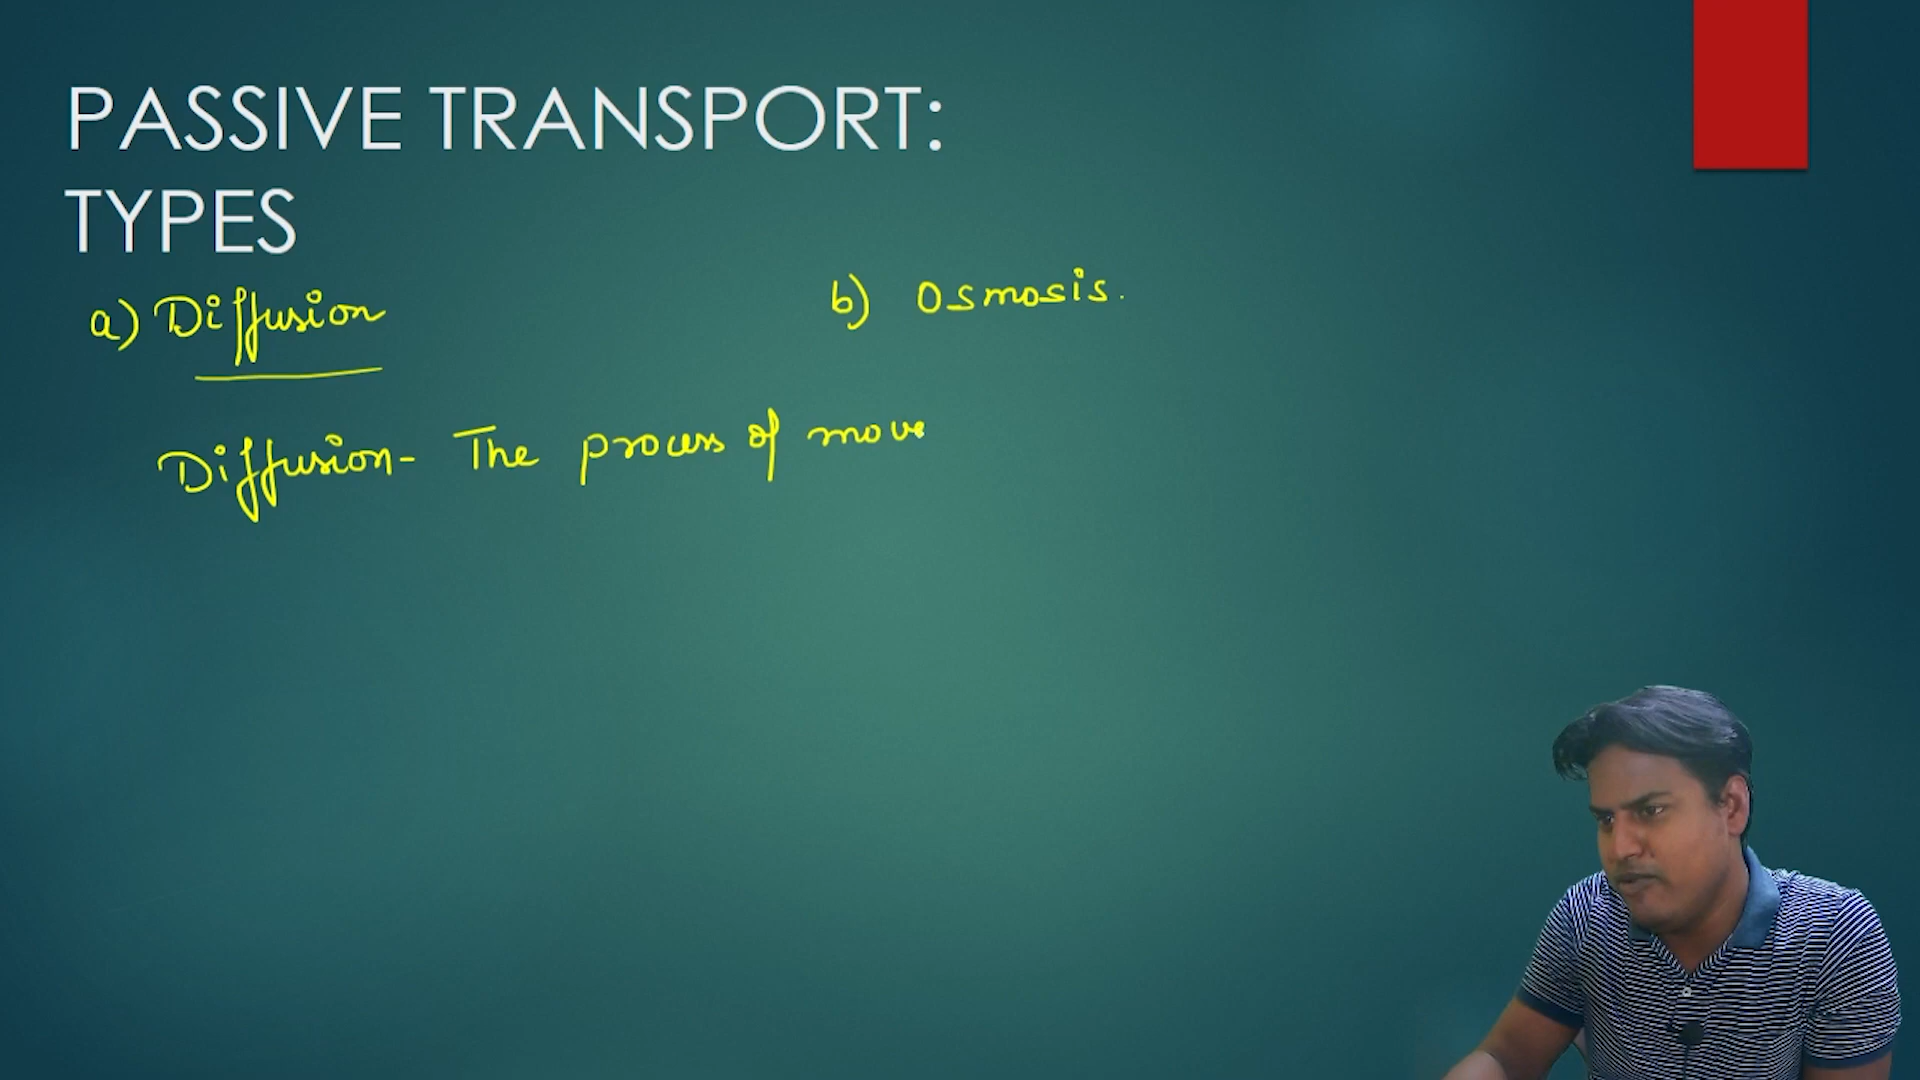 PASSIVE TRANSPORT:
TYPES
a) Diffusion
b) Osmosis.
Diffusion- The process of move